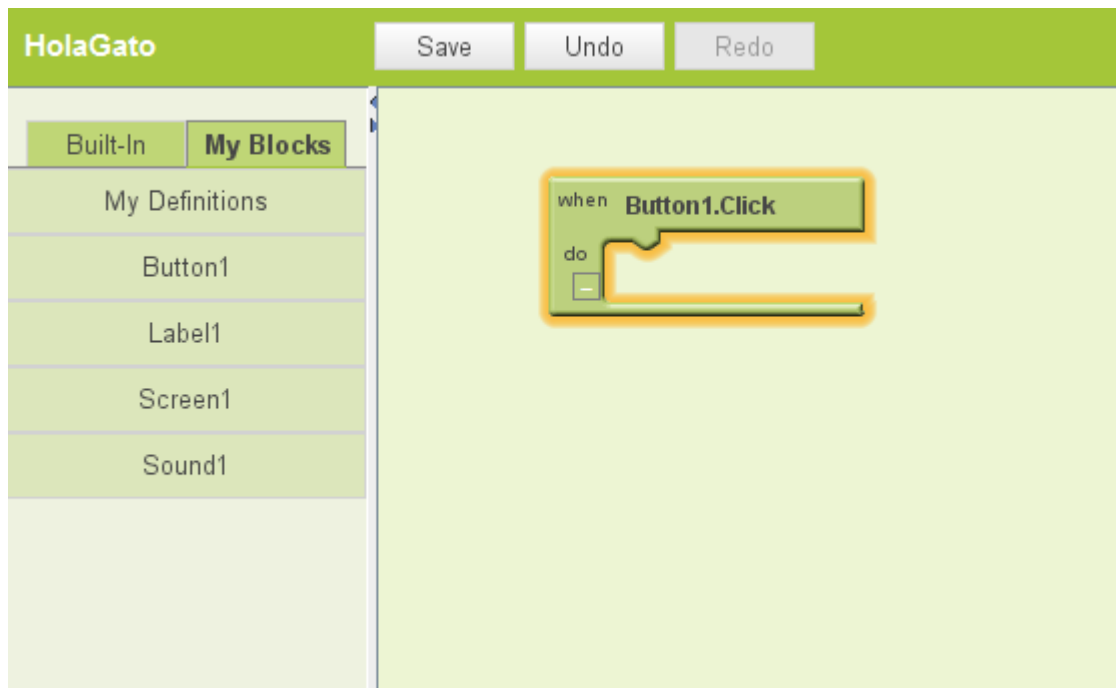 HolaGato
Save Undo Redo
Built-In My Blocks
My Definitions
Button1
Label1
Screen1
Sound1
when Button1.Click
do